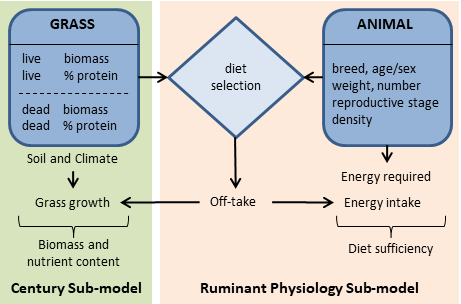 GRASS
live biomass
live % protein
dead biomass
dead % protein
diet
selection
ANIMAL
breed, age/sex
weight, number
reproductive stage
density
Soil and Climate
Energy required
Grass growth
Off-take
Energy intake
Biomass and
nutrient content
Diet sufficiency
Century Sub-model
Ruminant Physiology Sub-model